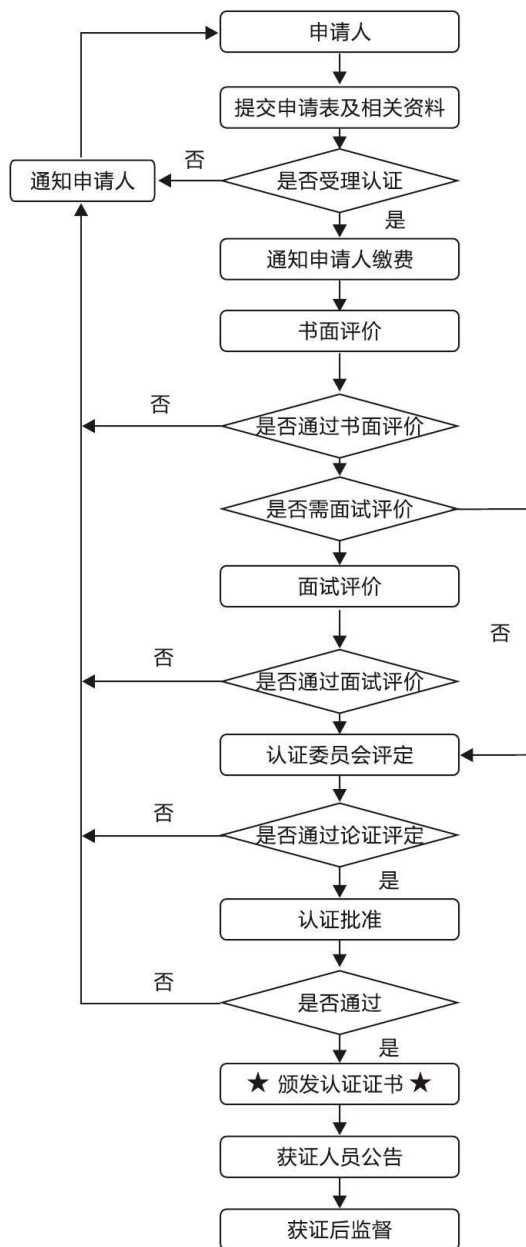 申请人
提交申请表及相关资料
否
通知申请人
是否受理认证
是
通知申请人缴费
书面评价
否
是否通过书面评价
是否需面试评价
面试评价
否
否
是否通过面试评价
认证委员会评定
否
是否通过论证评定
是
认证批准
否
是否通过
是
★ 颁发认证证书 ★
获证人员公告
获证后监督